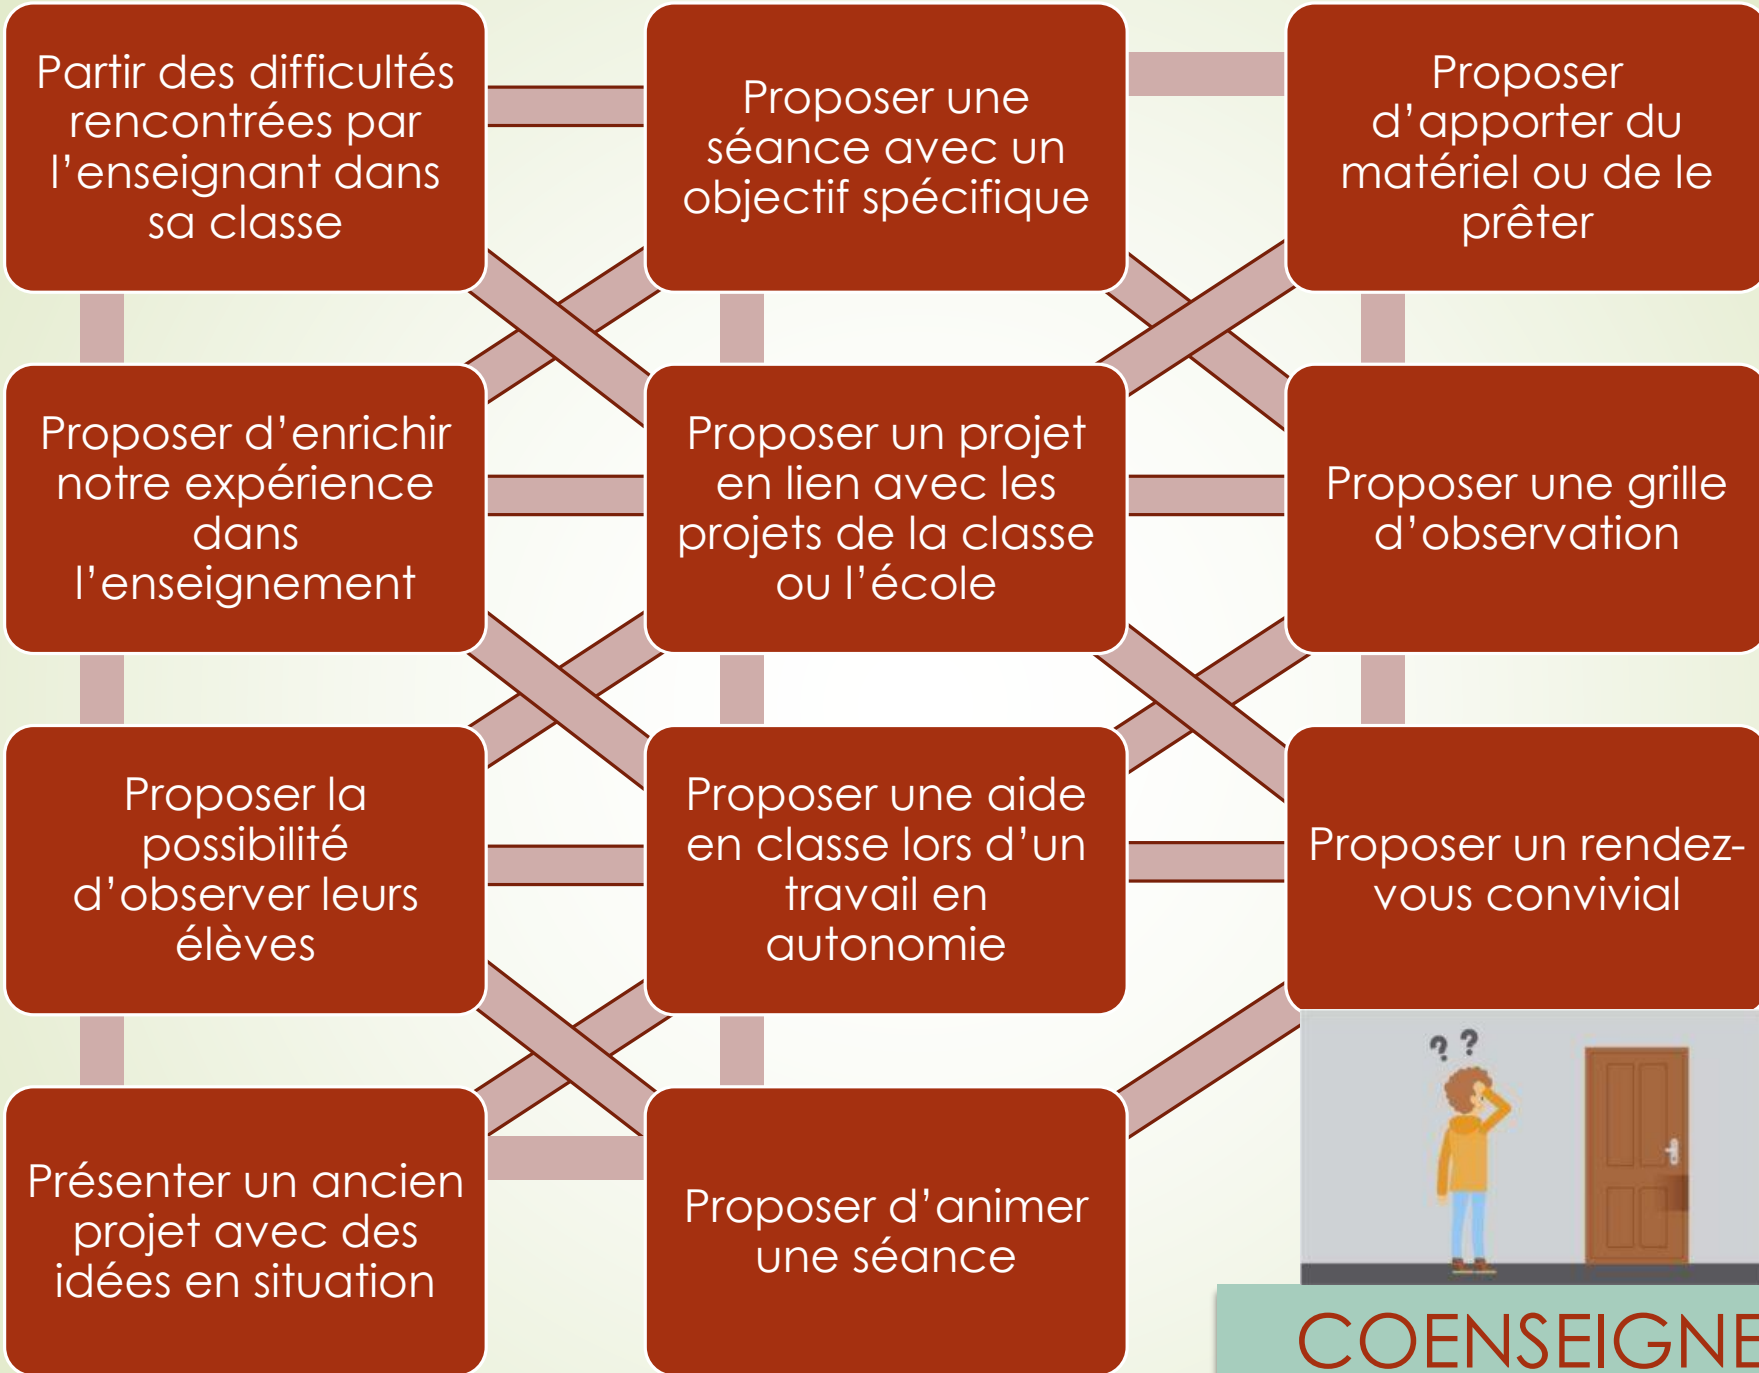 Partir des difficultés
rencontrées par
l’enseignant dans
sa classe
Proposer une
séance avec un
objectif spécifique
Proposer
d’apporter du
matériel ou de le
prêter
Proposer d’enrichir
notre expérience
dans
l’enseignement
Proposer un projet
en lien avec les
projets de la classe
ou l’école
Proposer une grille
d’observation
Proposer la
possibilité
d’observer leurs
élèves
Proposer une aide
en classe lors d’un
travail en
autonomie
Proposer un rendez-
vous convivial
Présenter un ancien
projet avec des
idées en situation
Proposer d’animer
une séance
? ?
COENSEIGNE